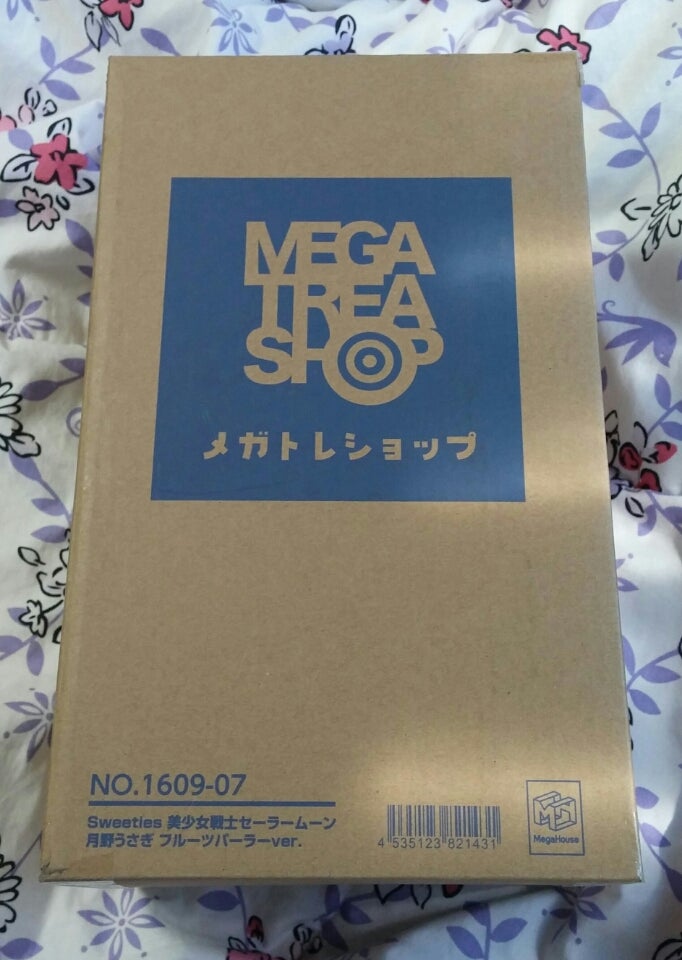 MEGA
TREA
SHOP
メガトレショップ
NO.1609-07
Sweeties 美少女戦士セーラームーン
月野うさぎ フルーツパーラーver.
4 535123 821431
MegaHouse